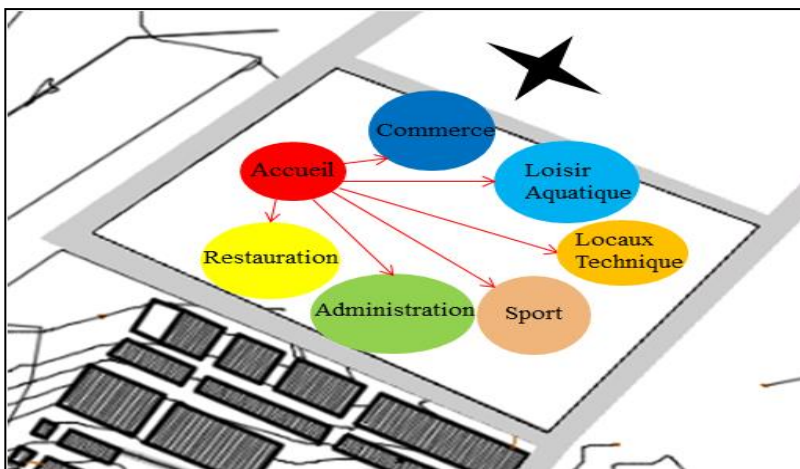 Commerce
Accueil
Loisir
Aquatique
Restauration
Locaux
Technique
Administration
Sport